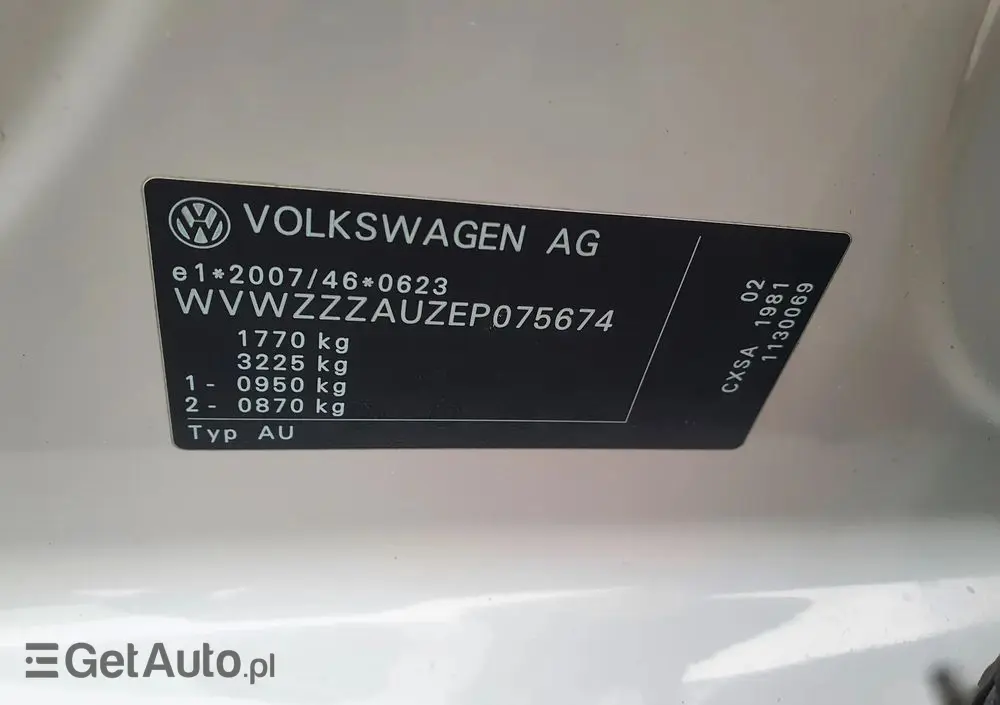 VOLKSWAGEN AG
e1*2007/46*0623
WVWZZZAUZEP075674
1770 kg
3225 kg
1- 0950 kg
2- 0870 kg
Typ AU
02
CXSA 1981
1130069
GetAuto.pl